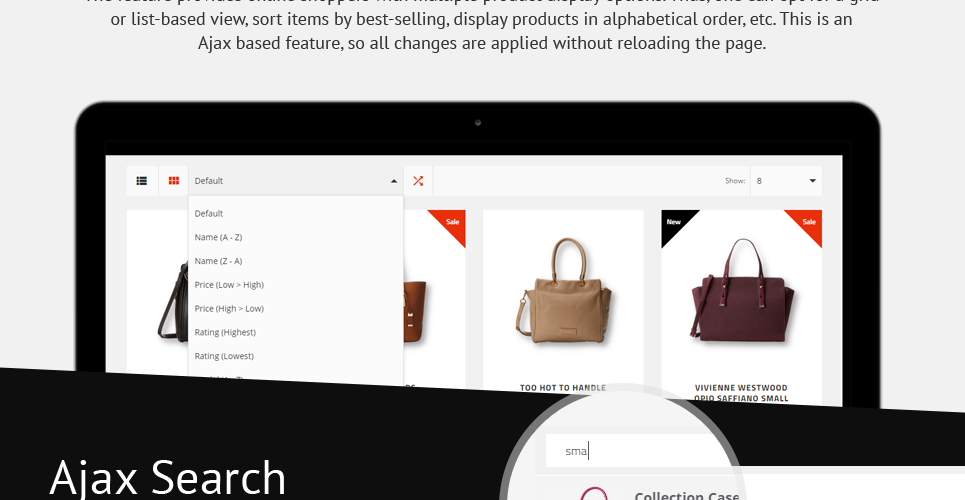 or list-based view, sort items by best-selling, display products in alphabetical order, etc. This is an
Ajax based feature, so all changes are applied without reloading the page.
Default
Show: 8
Default
Name (A - Z)
Name (Z - A)
Price (Low > High)
Price (High > Low)
Rating (Highest)
Rating (Lowest)
Sale
New
Sale
TOO HOT TO HANDLE
VIVIENNE WESTWOOD
OPIO SAFFIANO SMALL
Ajax Search
sma
Collection Case